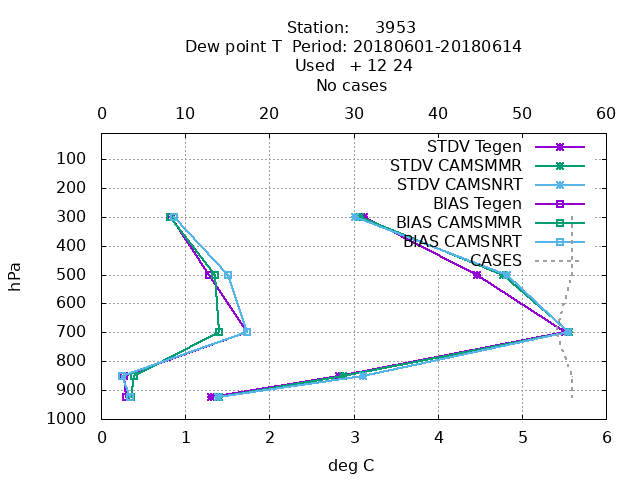 Station: 3953
Dew point T Period: 20180601-20180614
Used + 12 24
No cases
0 10 20 30 40 50 60
STDV Tegen
STDV CAMSMMR
STDV CAMSNRT
BIAS Tegen
BIAS CAMSMMR
BIAS CAMSNRT
CASES
100
200
300
400
500
600
700
800
900
1000
hPa
0 1 2 3 4 5 6
deg C